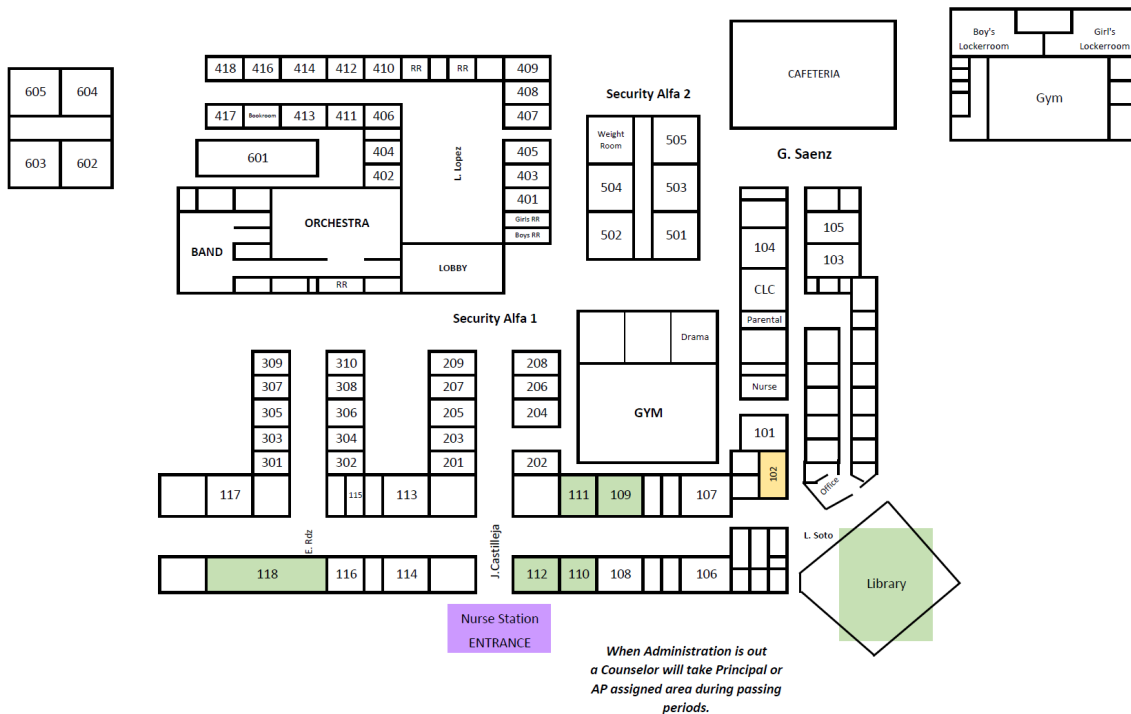 Boy's
Lockerroom
Girl's
Lockerroom
Gym
CAFETERIA
605
604
603
602
418
416
414
412
410
RR
RR
409
408
407
417
Bookroom
413
411
406
404
402
601
L. Lopez
405
403
401
Girls RR
Boys RR
ORCHESTRA
BAND
LOBBY
RR
Security Alfa 2
Weight
Room
505
504
503
502
501
G. Saenz
104
CLC
Parental
Nurse
105
103
101
102
Office
Security Alfa 1
Drama
GYM
309
307
305
303
301
310
308
306
304
302
209
207
205
203
201
208
206
204
202
117
115
113
111
109
107
E. Rdz
J.Castilleja
L. Soto
118
116
114
112
110
108
106
Library
Nurse Station
ENTRANCE
When Administration is out
a Counselor will take Principal or
AP assigned area during passing
periods.